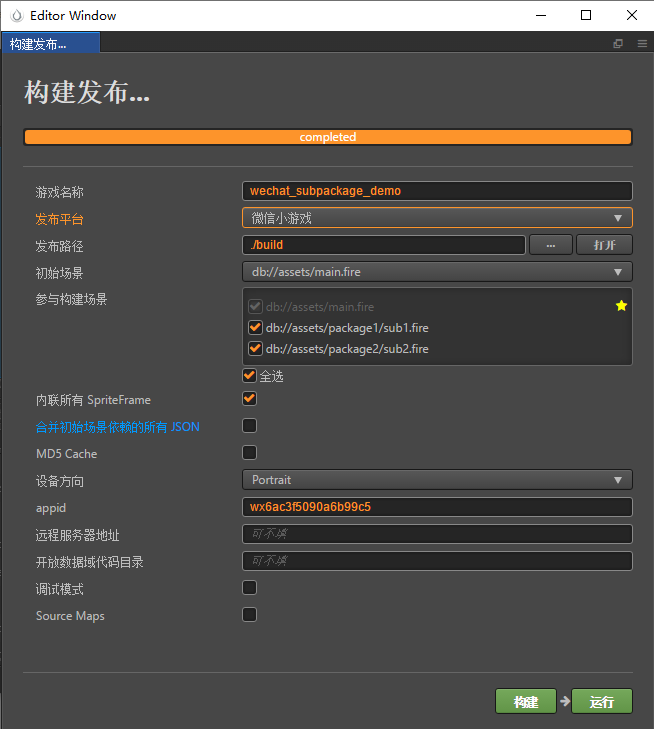 Editor Window
构建发布...
构建发布...
completed
游戏名称 wechat_subpackage_demo
发布平台 微信小游戏
发布路径 ./build ... 打开
初始场景 db://assets/main.fire
参与构建场景 db://assets/main.fire
db://assets/package1/sub1.fire
db://assets/package2/sub2.fire
全选
内联所有 SpriteFrame
合并初始场景依赖的所有 JSON
MD5 Cache
设备方向 Portrait
appid wx6ac3f5090a6b99c5
远程服务器地址 可不填
开放数据域代码目录 可不填
调试模式
Source Maps
构建 运行